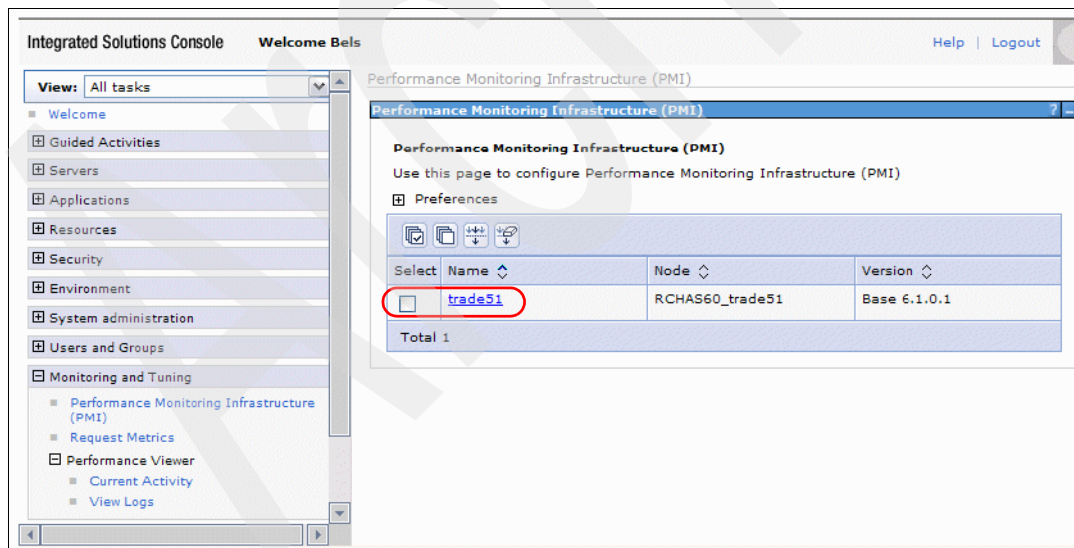 Integrated Solutions Console Welcome Bels Help | Logout
View: All tasks
Welcome
Guided Activities
Servers
Applications
Resources
Security
Environment
System administration
Users and Groups
Monitoring and Tuning
Performance Monitoring Infrastructure
(PMI)
Request Metrics
Performance Viewer
Current Activity
View Logs
Performance Monitoring Infrastructure (PMI)
Performance Monitoring Infrastructure (PMI) ? –
Performance Monitoring Infrastructure (PMI)
Use this page to configure Performance Monitoring Infrastructure (PMI)
Preferences
Select Name Node Version
trade51 RCHAS60_trade51 Base 6.1.0.1
Total 1